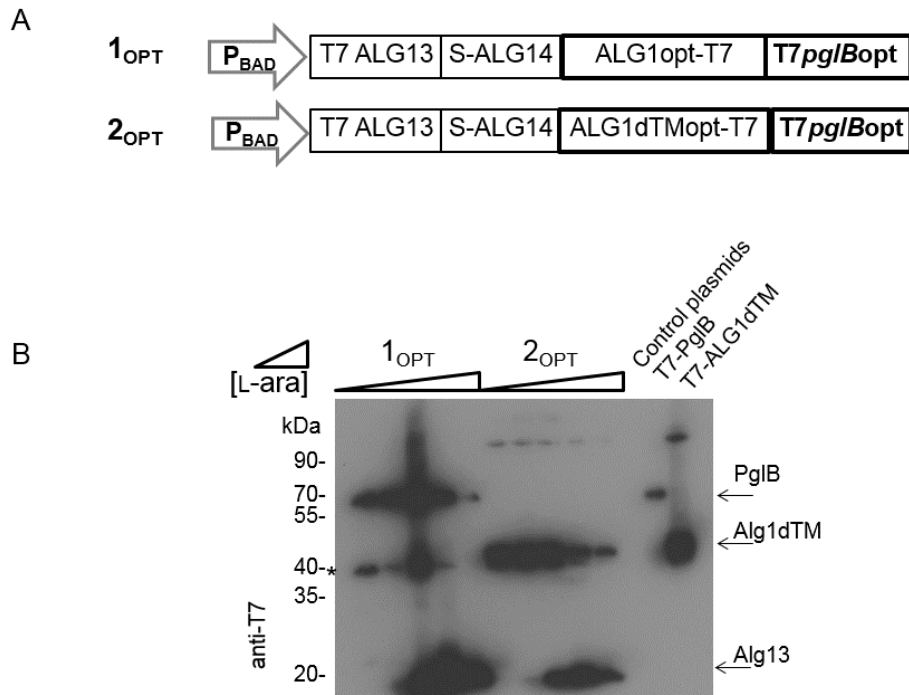 A
1OPT PBAD T7 ALG13 S-ALG14 ALG1opt-T7 T7pglBopt
2OPT PBAD T7 ALG13 S-ALG14 ALG1dTMopt-T7 T7pglBopt
B
[L-ara]
1OPT
2OPT
Control plasmids
T7-PglB
T7-ALG1dTM
kDa
90-
70-
55-
40-
*
35-
20-
anti-T7
PglB
Alg1dTM
Alg13